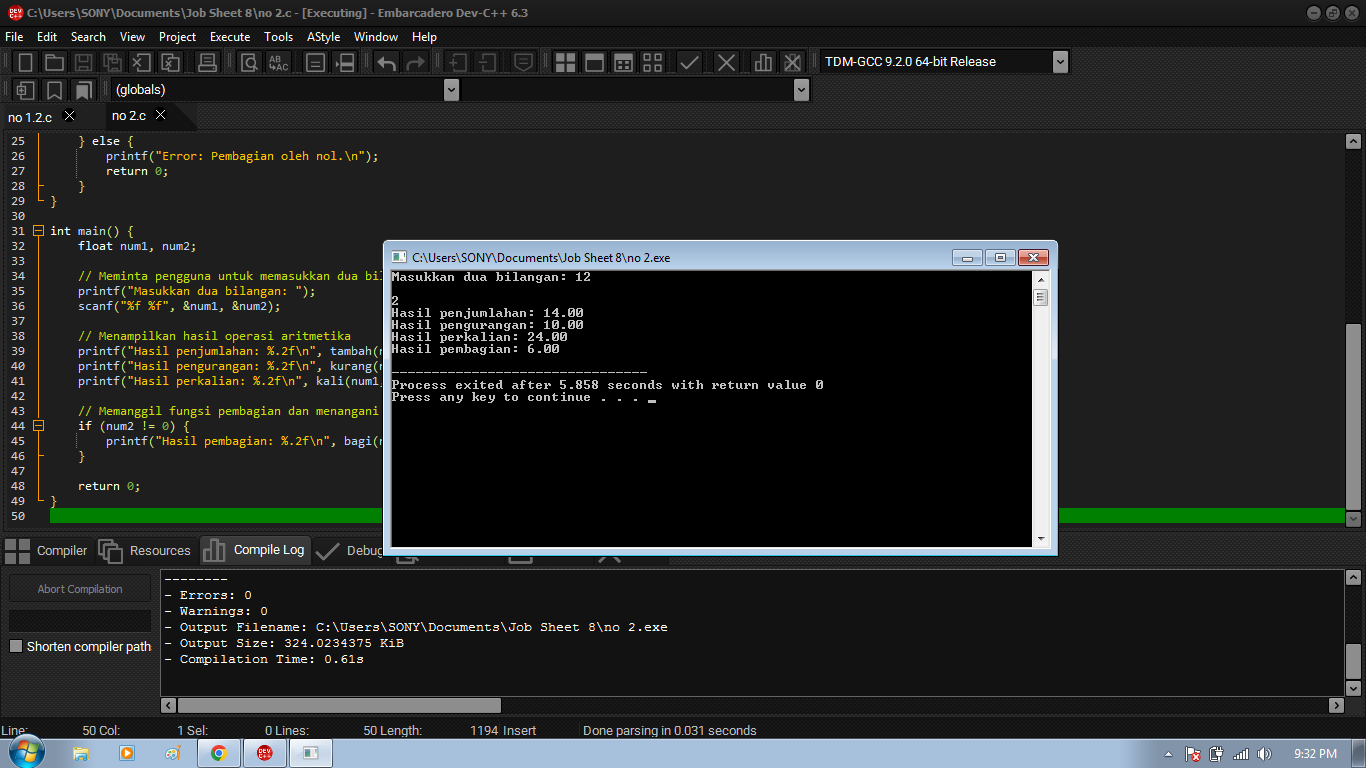 C:\Users\SONY\Documents\Job Sheet 8\no 2.c - [Executing] - Embarcadero Dev-C++ 6.3
File Edit Search View Project Execute Tools AStyle Window Help
TDM-GCC 9.2.0 64-bit Release
(globals)
no 1.2.c no 2.c
25 } else {
26 printf("Error: Pembagian oleh nol.\n");
27 return 0;
28 }
29 }
30
31 int main() {
32 float num1, num2;
33
34 // Meminta pengguna untuk memasukkan dua bil
35 printf("Masukkan dua bilangan: ");
36 scanf("%f %f", &num1, &num2);
37
38 // Menampilkan hasil operasi aritmetika
39 printf("Hasil penjumlahan: %.2f\n", tambah(
40 printf("Hasil pengurangan: %.2f\n", kurang(
41 printf("Hasil perkalian: %.2f\n", kali(num1
42
43 // Memanggil fungsi pembagian dan menangani
44 if (num2 != 0) {
45 printf("Hasil pembagian: %.2f\n", bagi(
46 }
47
48 return 0;
49 }
50
C:\Users\SONY\Documents\Job Sheet 8\no 2.exe
Masukkan dua bilangan: 12
2
Hasil penjumlahan: 14.00
Hasil pengurangan: 10.00
Hasil perkalian: 24.00
Hasil pembagian: 6.00
--------------------------------
Process exited after 5.858 seconds with return value 0
Press any key to continue . . . _
Compiler Resources Compile Log Debug
Abort Compilation
Shorten compiler path
--------
- Errors: 0
- Warnings: 0
- Output Filename: C:\Users\SONY\Documents\Job Sheet 8\no 2.exe
- Output Size: 324.0234375 KiB
- Compilation Time: 0.61s
Line: 50 Col: 1 Sel: 0 Lines: 50 Length: 1194 Insert Done parsing in 0.031 seconds
9:32 PM